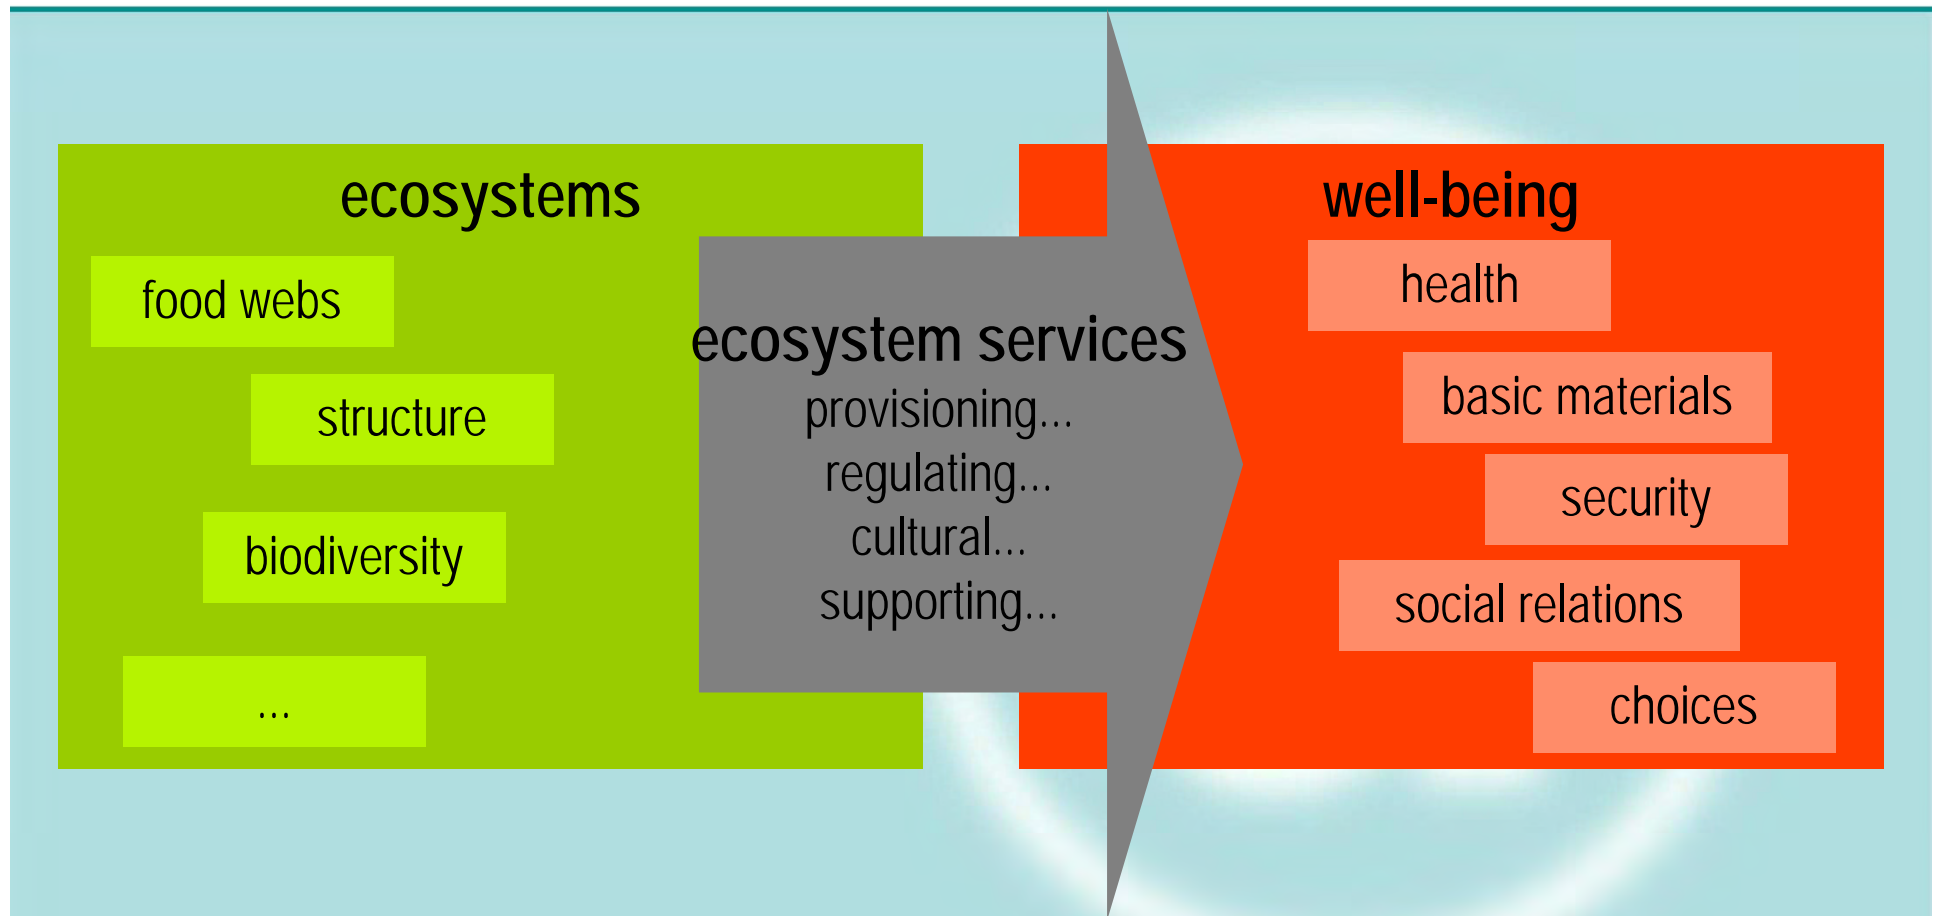 ecosystems
food webs
structure
biodiversity
...
ecosystem services
provisioning...
regulating...
cultural...
supporting...
well-being
health
basic materials
security
social relations
choices